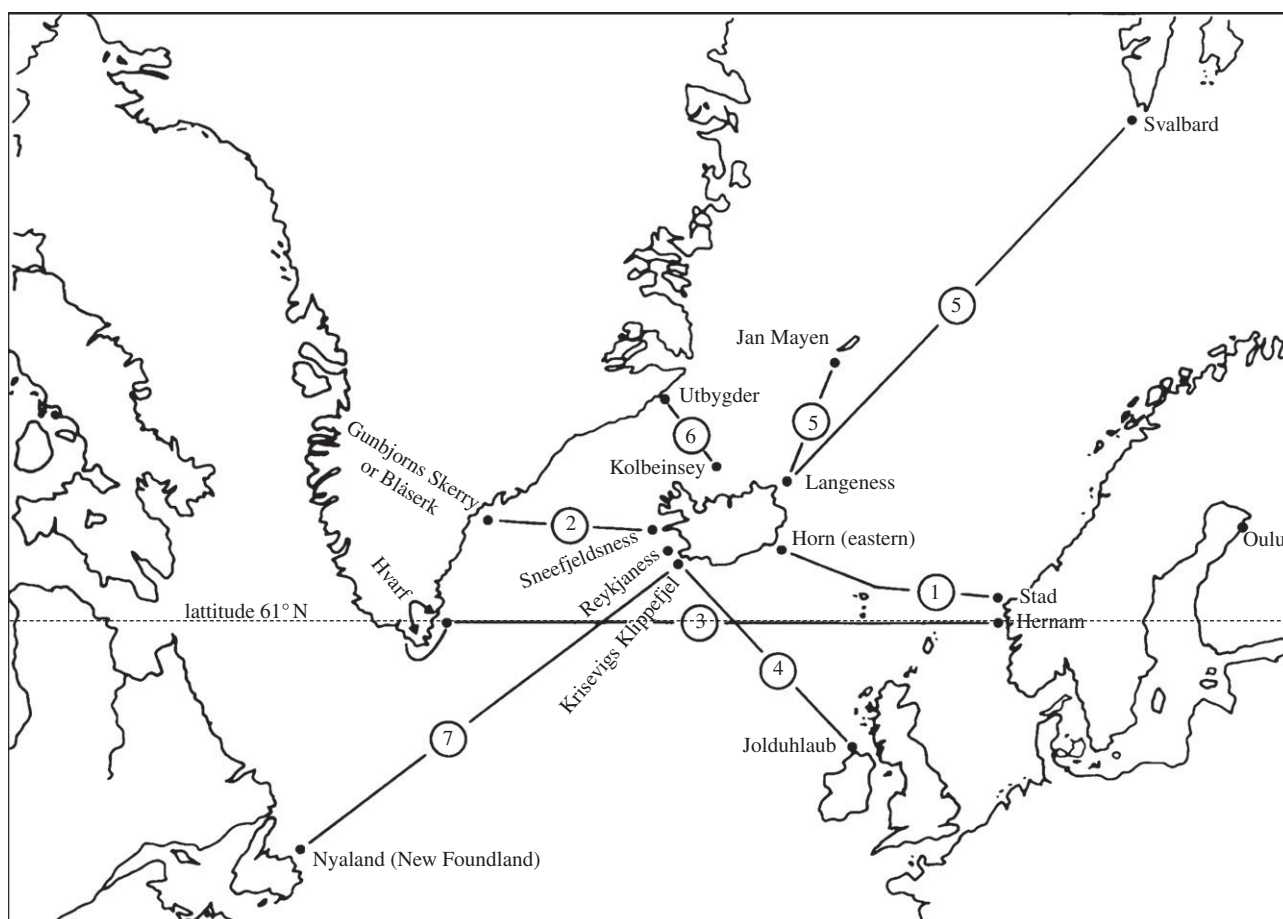 Svalbard
5
Jan Mayen
Utbygder
5
6
Gunbjorns Skerry
or Blåserk
Kolbeinsey
Langeness
2
Sneefjeldsness
Horn (eastern)
Oulu
Reykjaness
Hvarf
1
Stad
lattitude 61° N
Krisevigs Klippefjel
3
Hernam
4
7
Jolduhlaub
Nyaland (New Foundland)